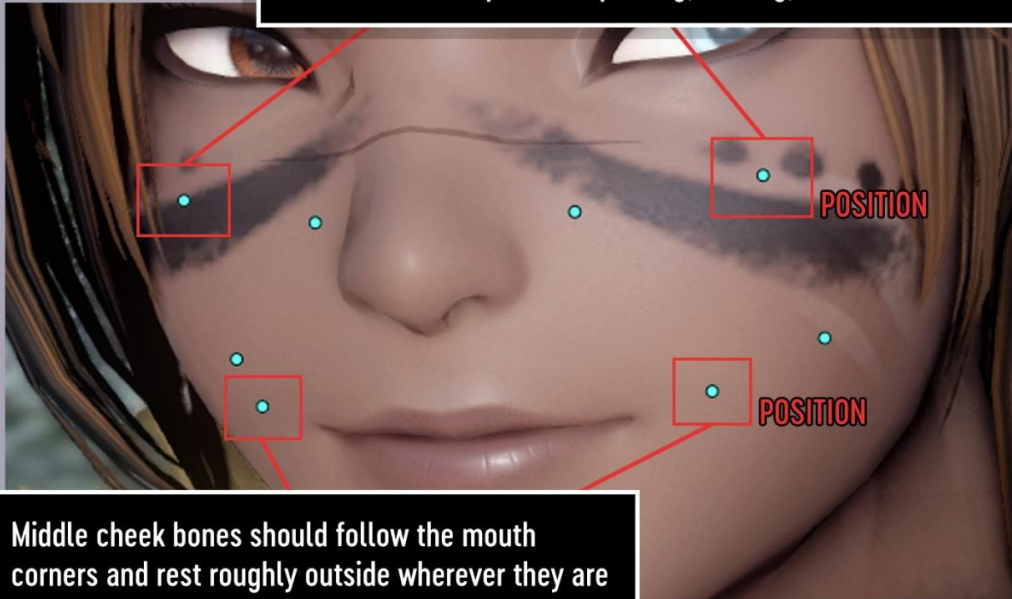 POSITION
POSITION
Middle cheek bones should follow the mouth
corners and rest roughly outside wherever they are